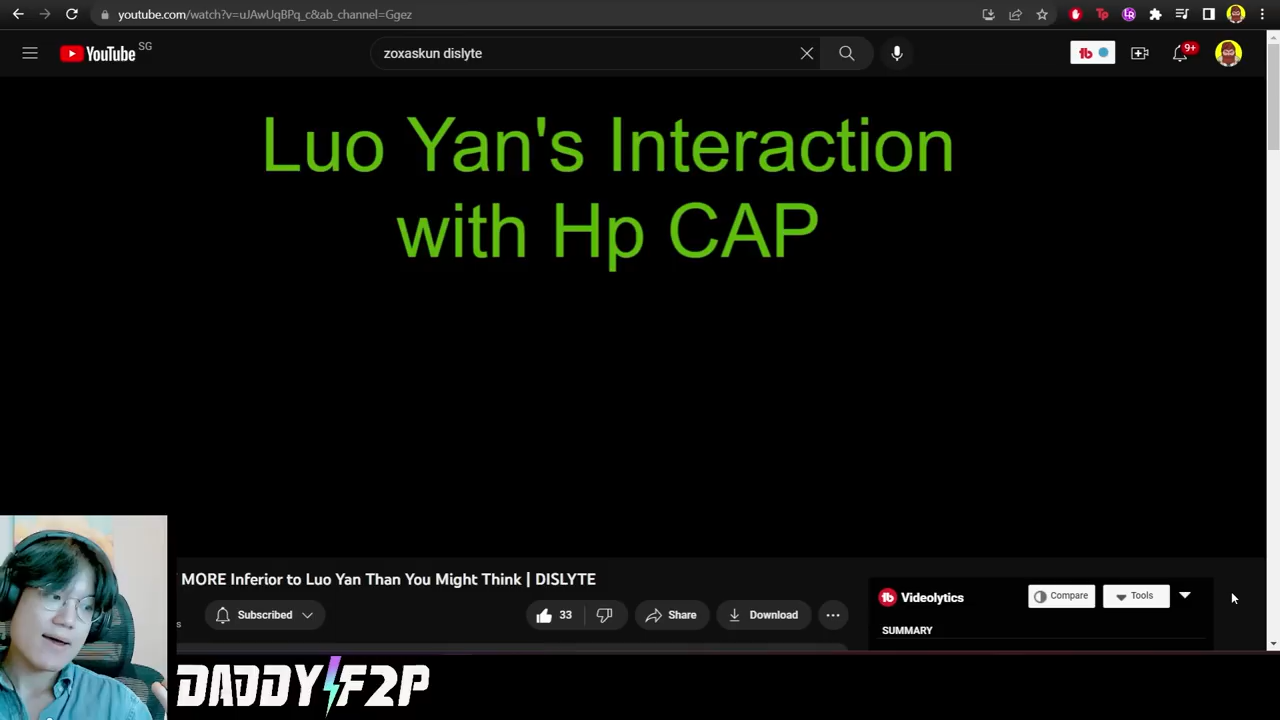 youtube.com/watch?v=uJAwUqBPq_c&ab_channel=Ggez
YouTube SG
zoxaskun dislyte
9+
Luo Yan's Interaction
with Hp CAP
MORE Inferior to Luo Yan Than You Might Think | DISLYTE
Subscribed
33
Share
Download
Videolytics
Compare
Tools
SUMMARY
DADDY F2P